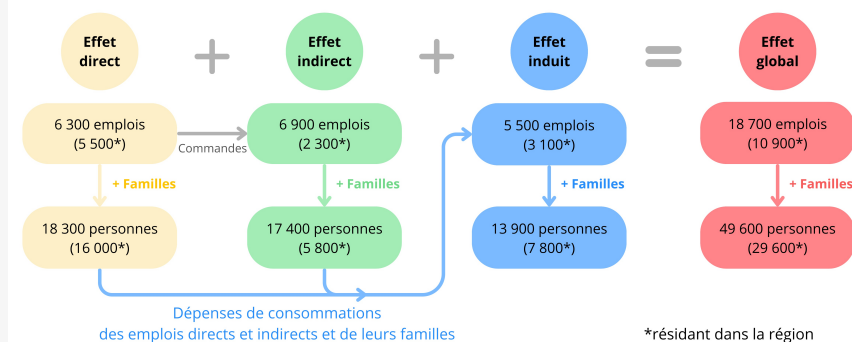 Effet
direct
+
Effet
indirect
+
Effet
induit
=
Effet
global
6 300 emplois
(5 500*)
Commandes
6 900 emplois
(2 300*)
5 500 emplois
(3 100*)
18 700 emplois
(10 900*)
+ Familles
+ Familles
+ Familles
+ Familles
18 300 personnes
(16 000*)
17 400 personnes
(5 800*)
13 900 personnes
(7 800*)
49 600 personnes
(29 600*)
Dépenses de consommations
des emplois directs et indirects et de leurs familles
*résidant dans la région